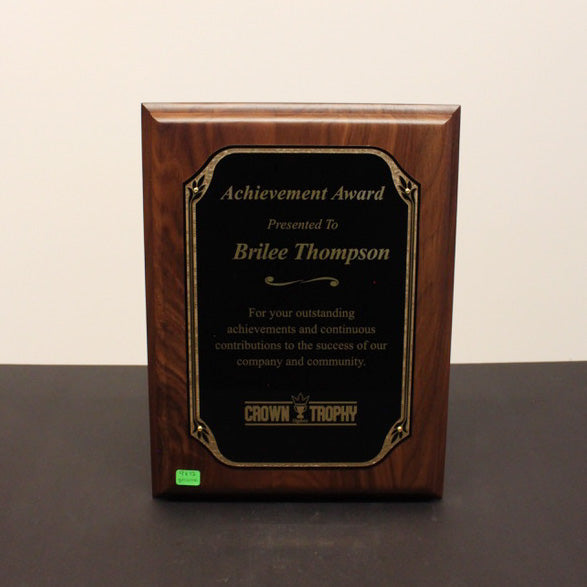 Achievement Award
Presented To
Brilee Thompson
For your outstanding
achievements and continuous
contributions to the success of our
company and community.
CROWN TROPHY